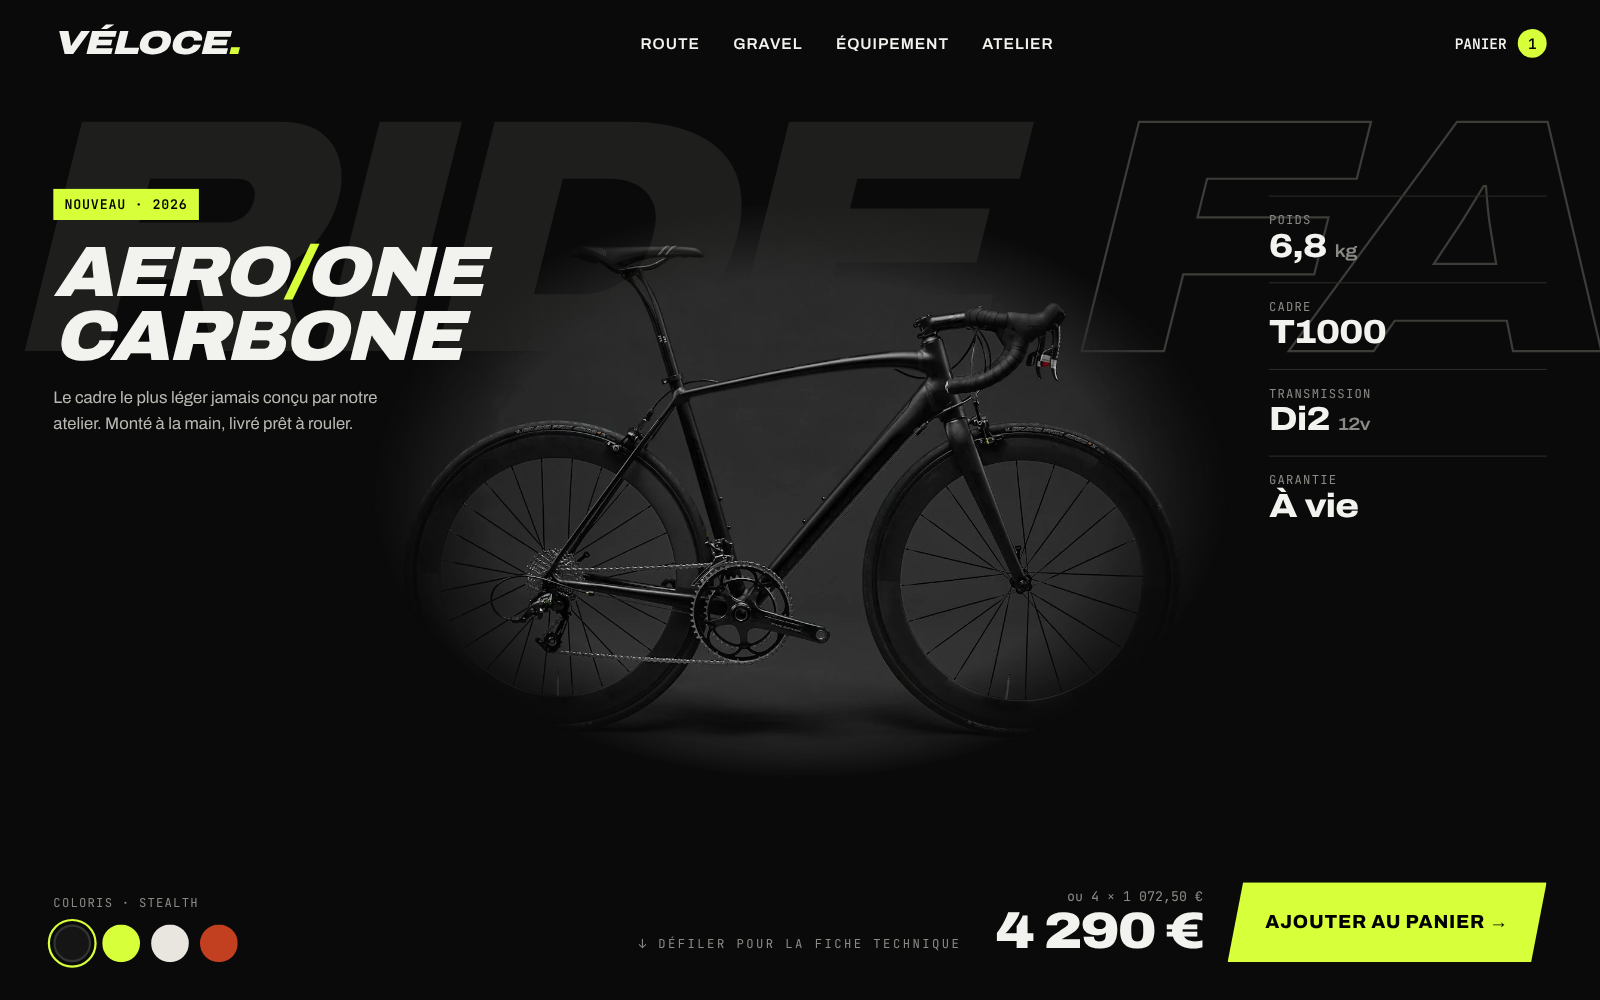 VÉLOCE.
ROUTE GRAVEL ÉQUIPEMENT ATELIER
PANIER 1
RIDE FA
NOUVEAU · 2026
AERO/ONE
CARBONE
Le cadre le plus léger jamais conçu par notre
atelier. Monté à la main, livré prêt à rouler.
POIDS
6,8 kg
CADRE
T1000
TRANSMISSION
Di2 12v
GARANTIE
À vie
COLORIS · STEALTH
↓ DÉFILER POUR LA FICHE TECHNIQUE
ou 4 × 1 072,50 €
4 290 €
AJOUTER AU PANIER →